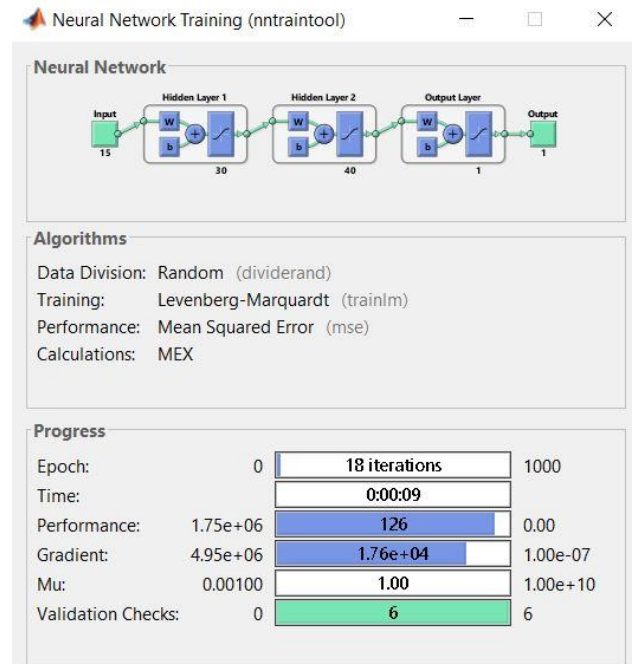 Neural Network Training (nntraintool)
Neural Network
Hidden Layer 1 Hidden Layer 2 Output Layer
Input Output
W W W
b b b
15 30 40 1 1
Algorithms
Data Division: Random (dividerand)
Training: Levenberg-Marquardt (trainlm)
Performance: Mean Squared Error (mse)
Calculations: MEX
Progress
Epoch: 0 18 iterations 1000
Time: 0:00:09
Performance: 1.75e+06 126 0.00
Gradient: 4.95e+06 1.76e+04 1.00e-07
Mu: 0.00100 1.00 1.00e+10
Validation Checks: 0 6 6